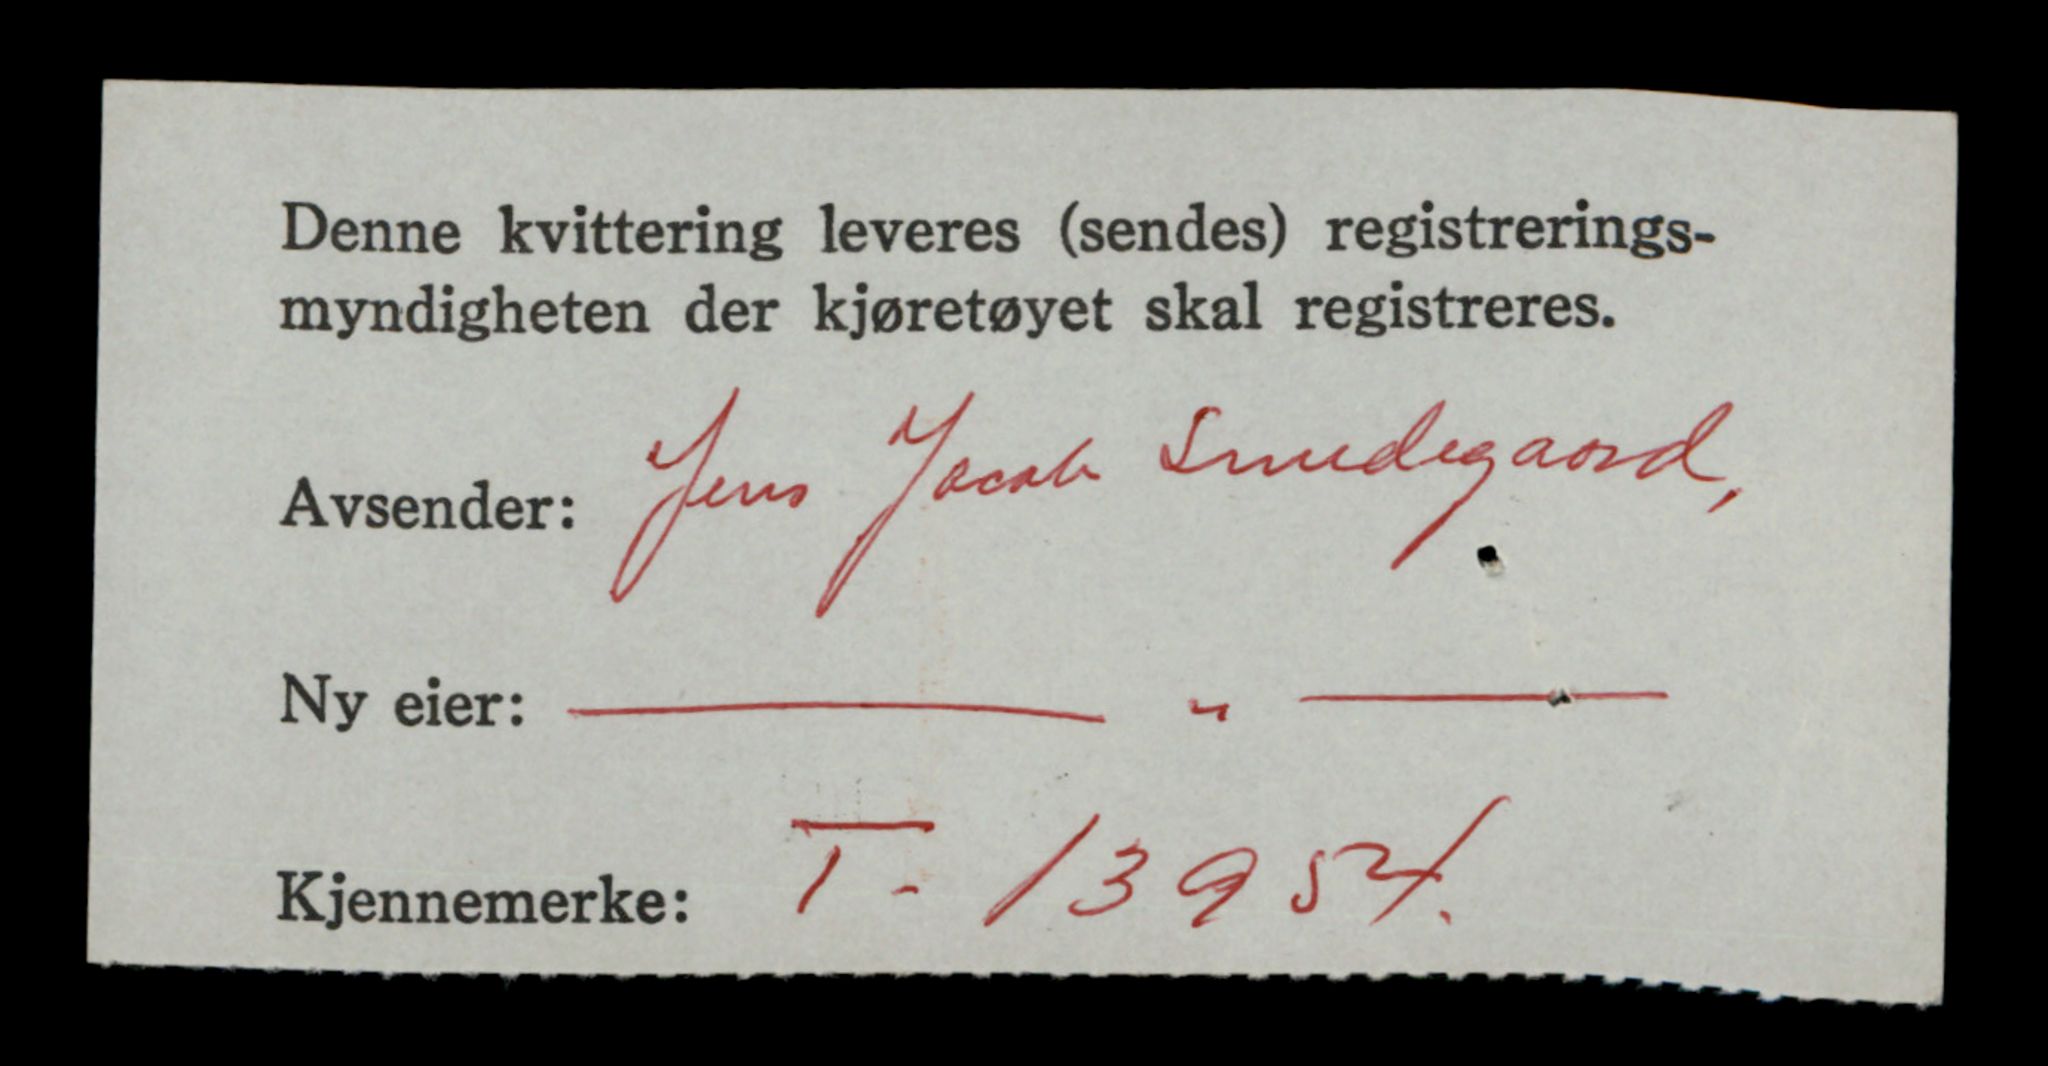 Denne kvittering leveres (sendes) registrerings-
myndigheten der kjøretøyet skal registreres.
Avsender: Jens Jacob Smedegaard,
Ny eier: — " —
Kjennemerke: T- 13954.